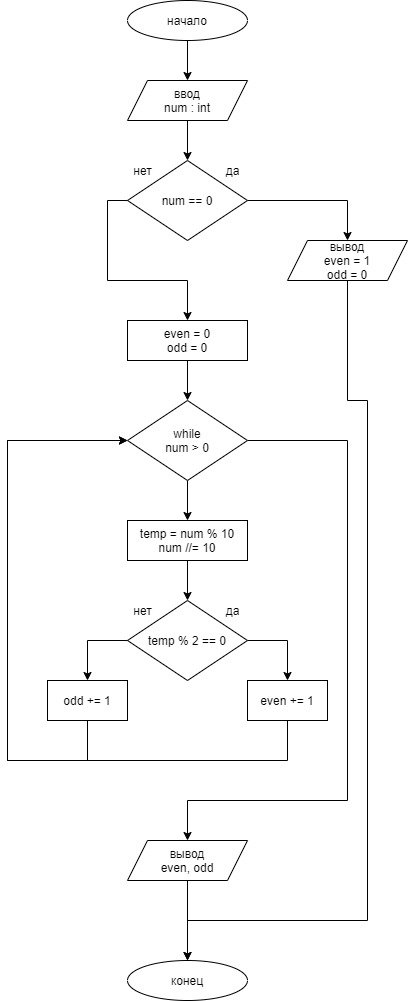 начало
ввод
num : int
нет
да
num == 0
вывод
even = 1
odd = 0
even = 0
odd = 0
while
num > 0
temp = num % 10
num //= 10
нет
да
temp % 2 == 0
odd += 1
even += 1
вывод
even, odd
конец